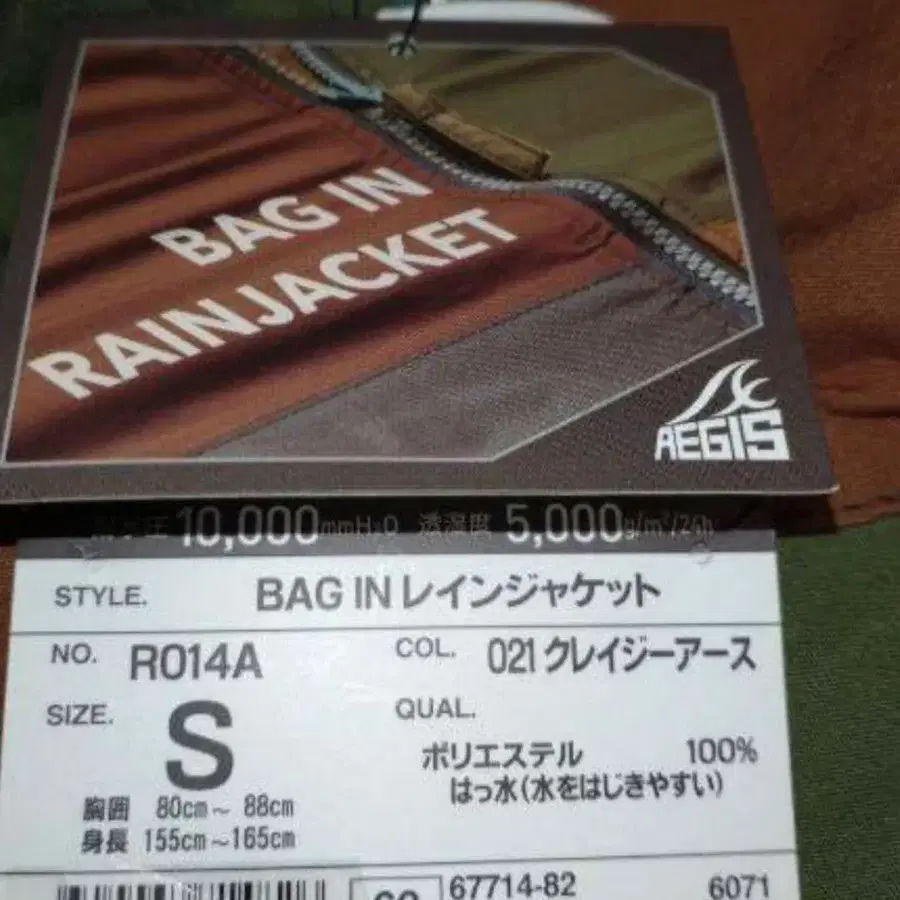 BAG IN
RAINJACKET
AEGIS
圧 10,000mmH₂O 透湿度 5,000g/m²/24h
STYLE. BAG IN レインジャケット
NO. R014A
COL. 021 クレイジーアース
SIZE. S
QUAL.
ポリエステル 100%
はっ水(水をはじきやすい)
胸囲 80cm~ 88cm
身長 155cm~165cm
67714-82 6071